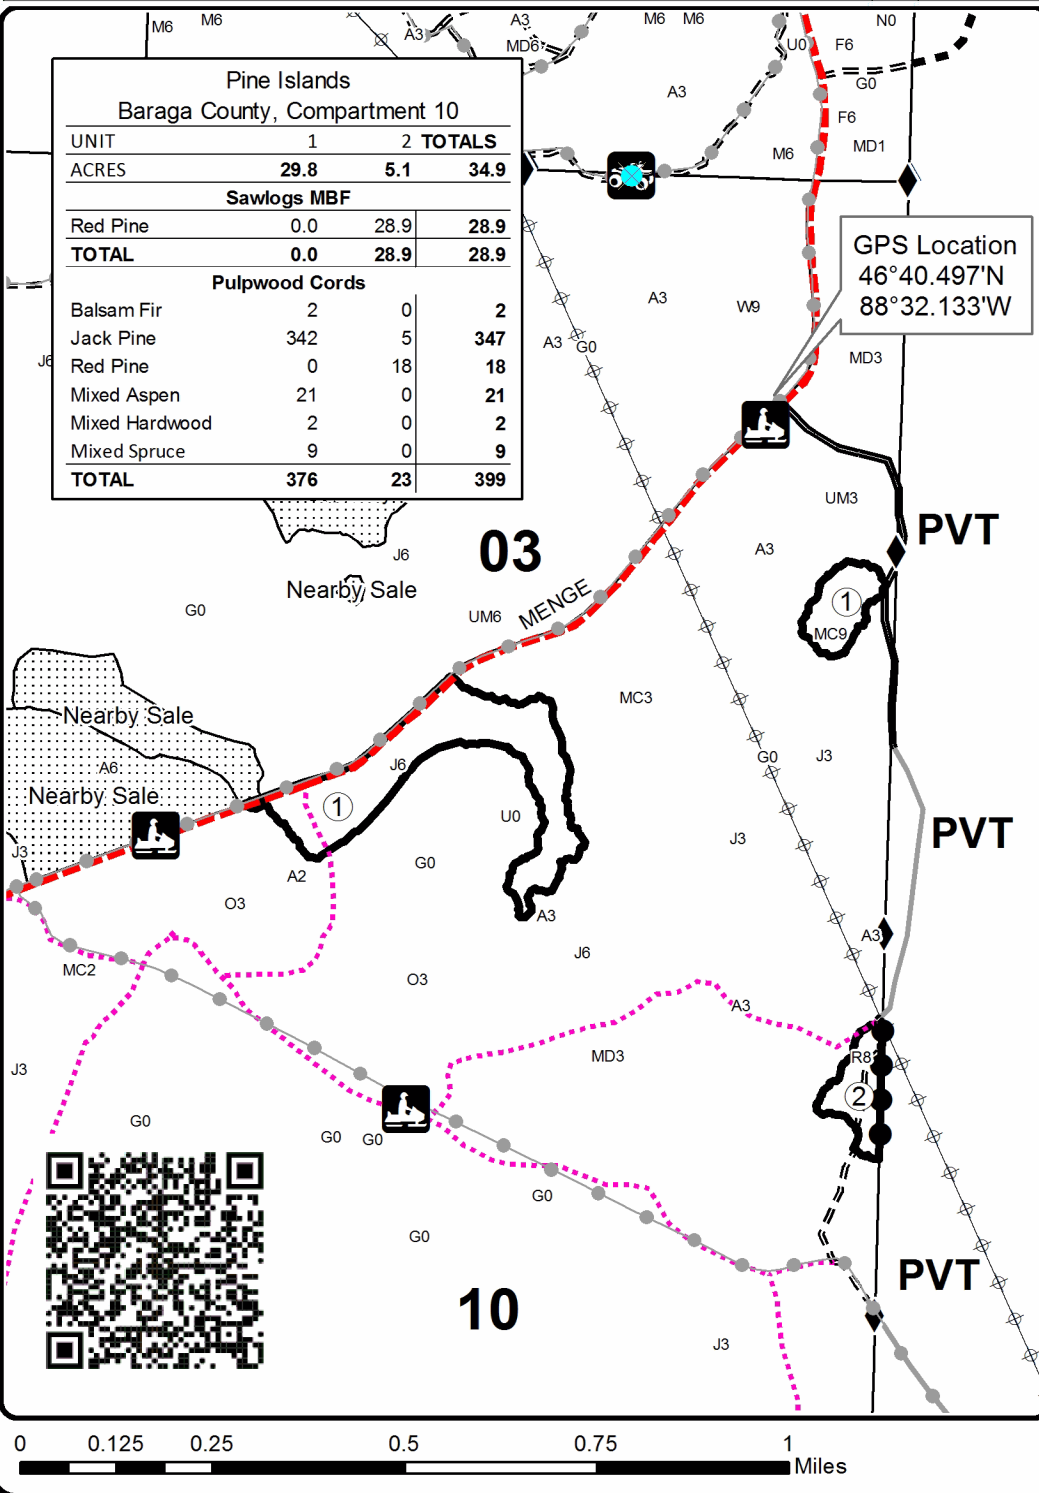 M6
M6
A3
A3
MD6
M6 M6
U0
F6
N0
G0
A3
F6
M6
MD1
Pine Islands
Baraga County, Compartment 10
UNIT 1 2 TOTALS
ACRES 29.8 5.1 34.9
Sawlogs MBF
Red Pine 0.0 28.9 28.9
TOTAL 0.0 28.9 28.9
Pulpwood Cords
Balsam Fir 2 0 2
Jack Pine 342 5 347
Red Pine 0 18 18
Mixed Aspen 21 0 21
Mixed Hardwood 2 0 2
Mixed Spruce 9 0 9
TOTAL 376 23 399
GPS Location
46°40.497'N
88°32.133'W
A3
W9
A3 G0
MD3
J6
UM3
PVT
03
A3
J6
Nearby Sale
G0
UM6
MENGE
1
MC9
MC3
Nearby Sale
A6
Nearby Sale
J6
1
U0
G0
J3
PVT
J3
J3
G0
A2
O3
A3
A3
J6
MC2
O3
A3
MD3
R8
2
J3
G0
G0 G0
G0
G0
PVT
10
J3
0 0.125 0.25 0.5 0.75 1
Miles